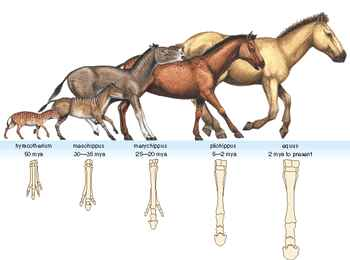 hyracotherium
50 mya
mesohippus
30—35 mya
merychippus
25—20 mya
pliohippus
5—2 mya
equus
2 mya to present